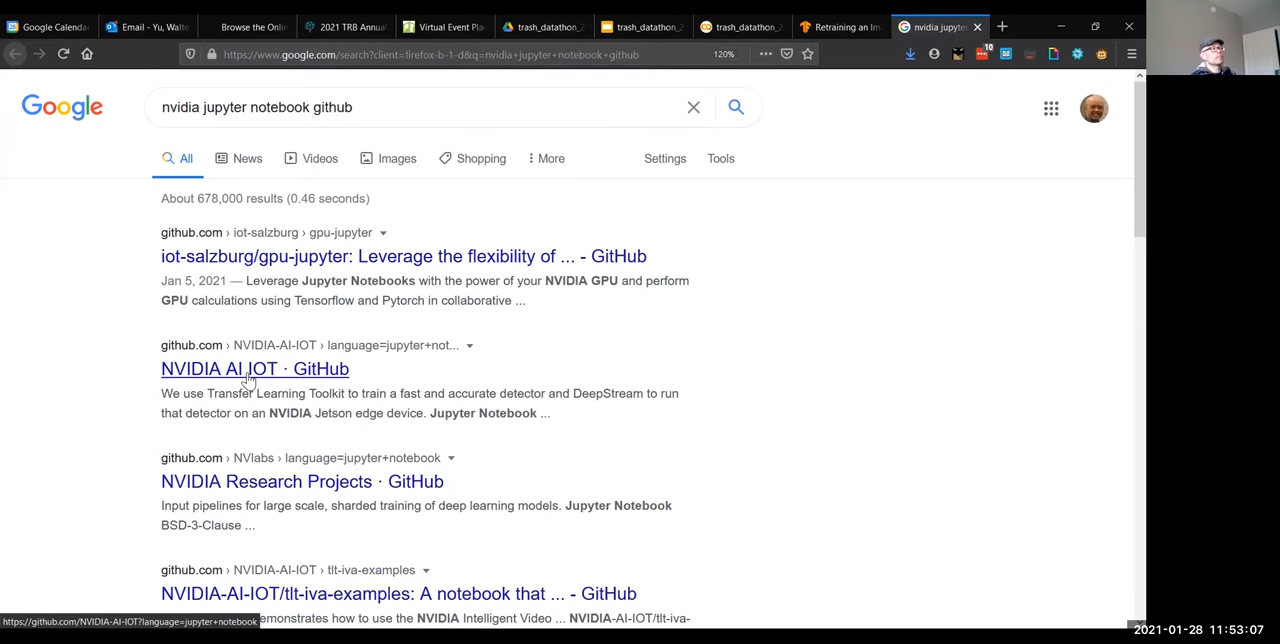 Google Calendar
Email - Yu, Walte
Browse the Onli
2021 TRB Annua
Virtual Event Pla
trash_datathon_
trash_datathon_
trash_datathon_
Retraining an Im
nvidia jupyter
https://www.google.com/search?client=firefox-b-1-d&q=nvidia+jupyter+notebook+github
120%
10
Google
nvidia jupyter notebook github
All
News
Videos
Images
Shopping
More
Settings
Tools
About 678,000 results (0.46 seconds)
github.com › iot-salzburg › gpu-jupyter
iot-salzburg/gpu-jupyter: Leverage the flexibility of ... - GitHub
Jan 5, 2021 — Leverage Jupyter Notebooks with the power of your NVIDIA GPU and perform
GPU calculations using Tensorflow and Pytorch in collaborative ...
github.com › NVIDIA-AI-IOT › language=jupyter+not...
NVIDIA AI IOT · GitHub
We use Transfer Learning Toolkit to train a fast and accurate detector and DeepStream to run
that detector on an NVIDIA Jetson edge device. Jupyter Notebook ...
github.com › NVlabs › language=jupyter+notebook
NVIDIA Research Projects · GitHub
Input pipelines for large scale, sharded training of deep learning models. Jupyter Notebook
BSD-3-Clause ...
github.com › NVIDIA-AI-IOT › tlt-iva-examples
NVIDIA-AI-IOT/tlt-iva-examples: A notebook that ... - GitHub
emonstrates how to use the NVIDIA Intelligent Video ... NVIDIA-AI-IOT/tlt-iva-
https://github.com/NVIDIA-AI-IOT?language=jupyter+notebook
2021-01-28 11:53:07